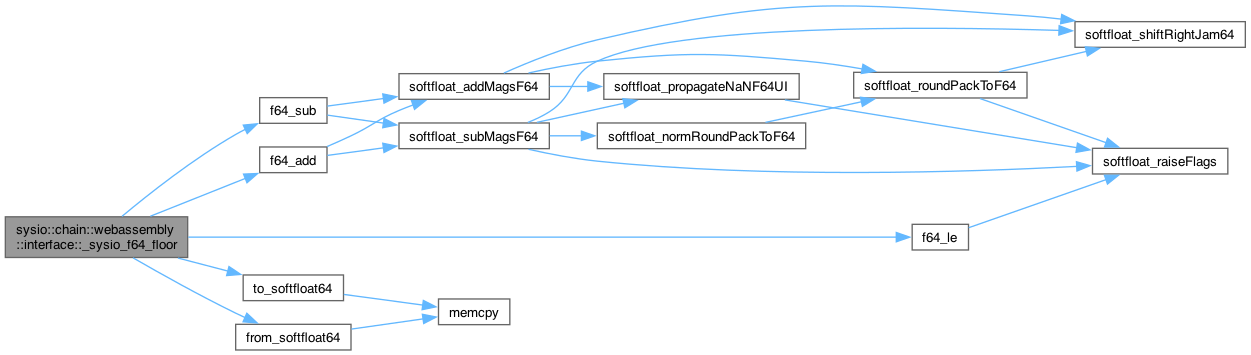 sysio::chain::webassembly
::interface::_sysio_f64_floor
f64_sub
f64_add
softfloat_addMagsF64
softfloat_subMagsF64
softfloat_propagateNaNF64UI
softfloat_normRoundPackToF64
softfloat_roundPackToF64
softfloat_shiftRightJam64
softfloat_raiseFlags
f64_le
to_softfloat64
from_softfloat64
memcpy